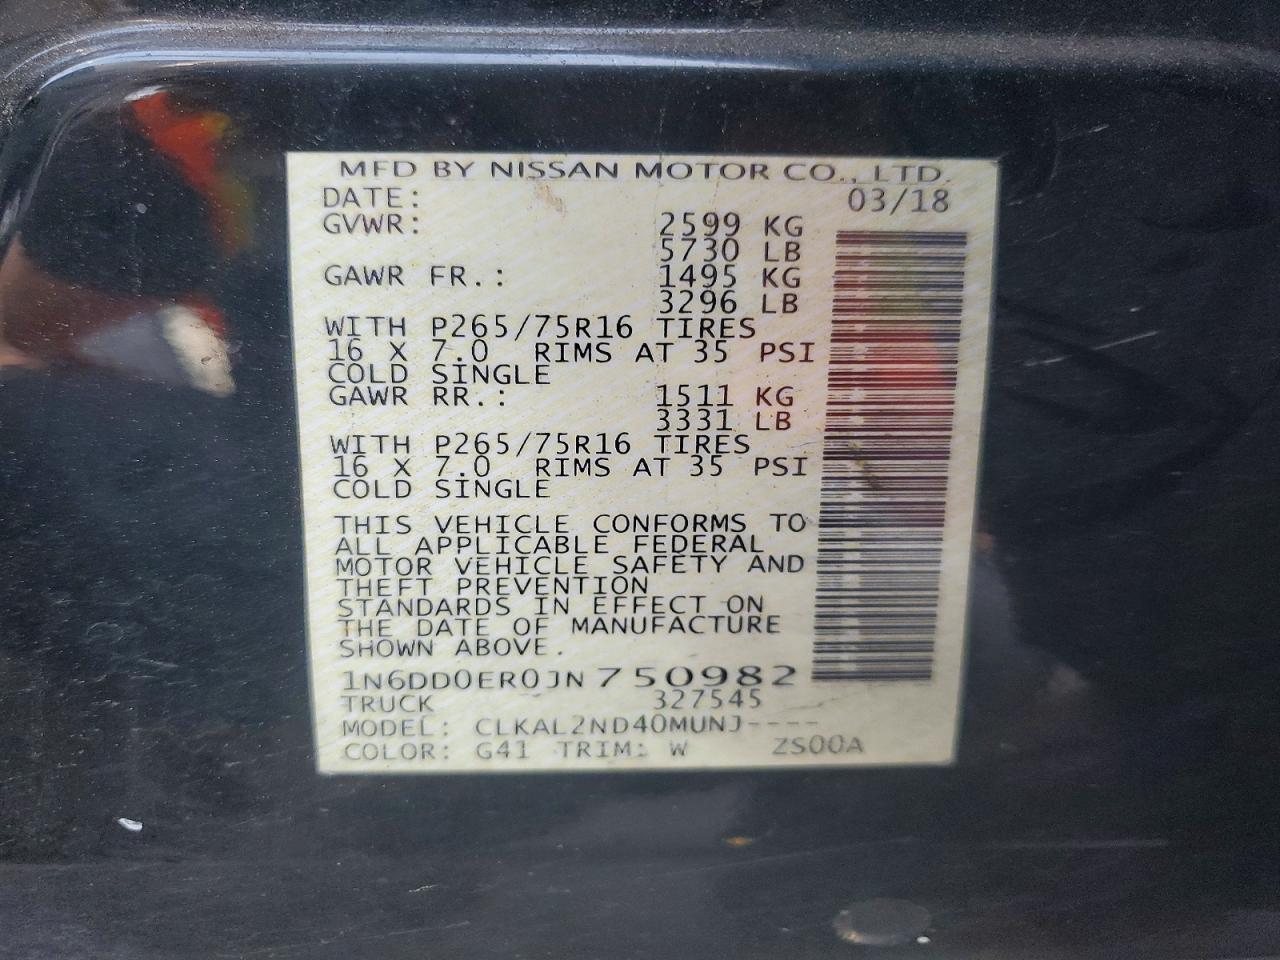 MFD BY NISSAN MOTOR CO., LTD.
DATE: 03/18
GVWR: 2599 KG
5730 LB
GAWR FR.: 1495 KG
3296 LB
WITH P265/75R16 TIRES
16 X 7.0 RIMS AT 35 PSI
COLD SINGLE
GAWR RR.: 1511 KG
3331 LB
WITH P265/75R16 TIRES
16 X 7.0 RIMS AT 35 PSI
COLD SINGLE
THIS VEHICLE CONFORMS TO
ALL APPLICABLE FEDERAL
MOTOR VEHICLE SAFETY AND
THEFT PREVENTION
STANDARDS IN EFFECT ON
THE DATE OF MANUFACTURE
SHOWN ABOVE.
1N6DD0ER0JN750982
TRUCK 327545
MODEL: CLKAL2ND40MUNJ----
COLOR: G41 TRIM: W ZS00A